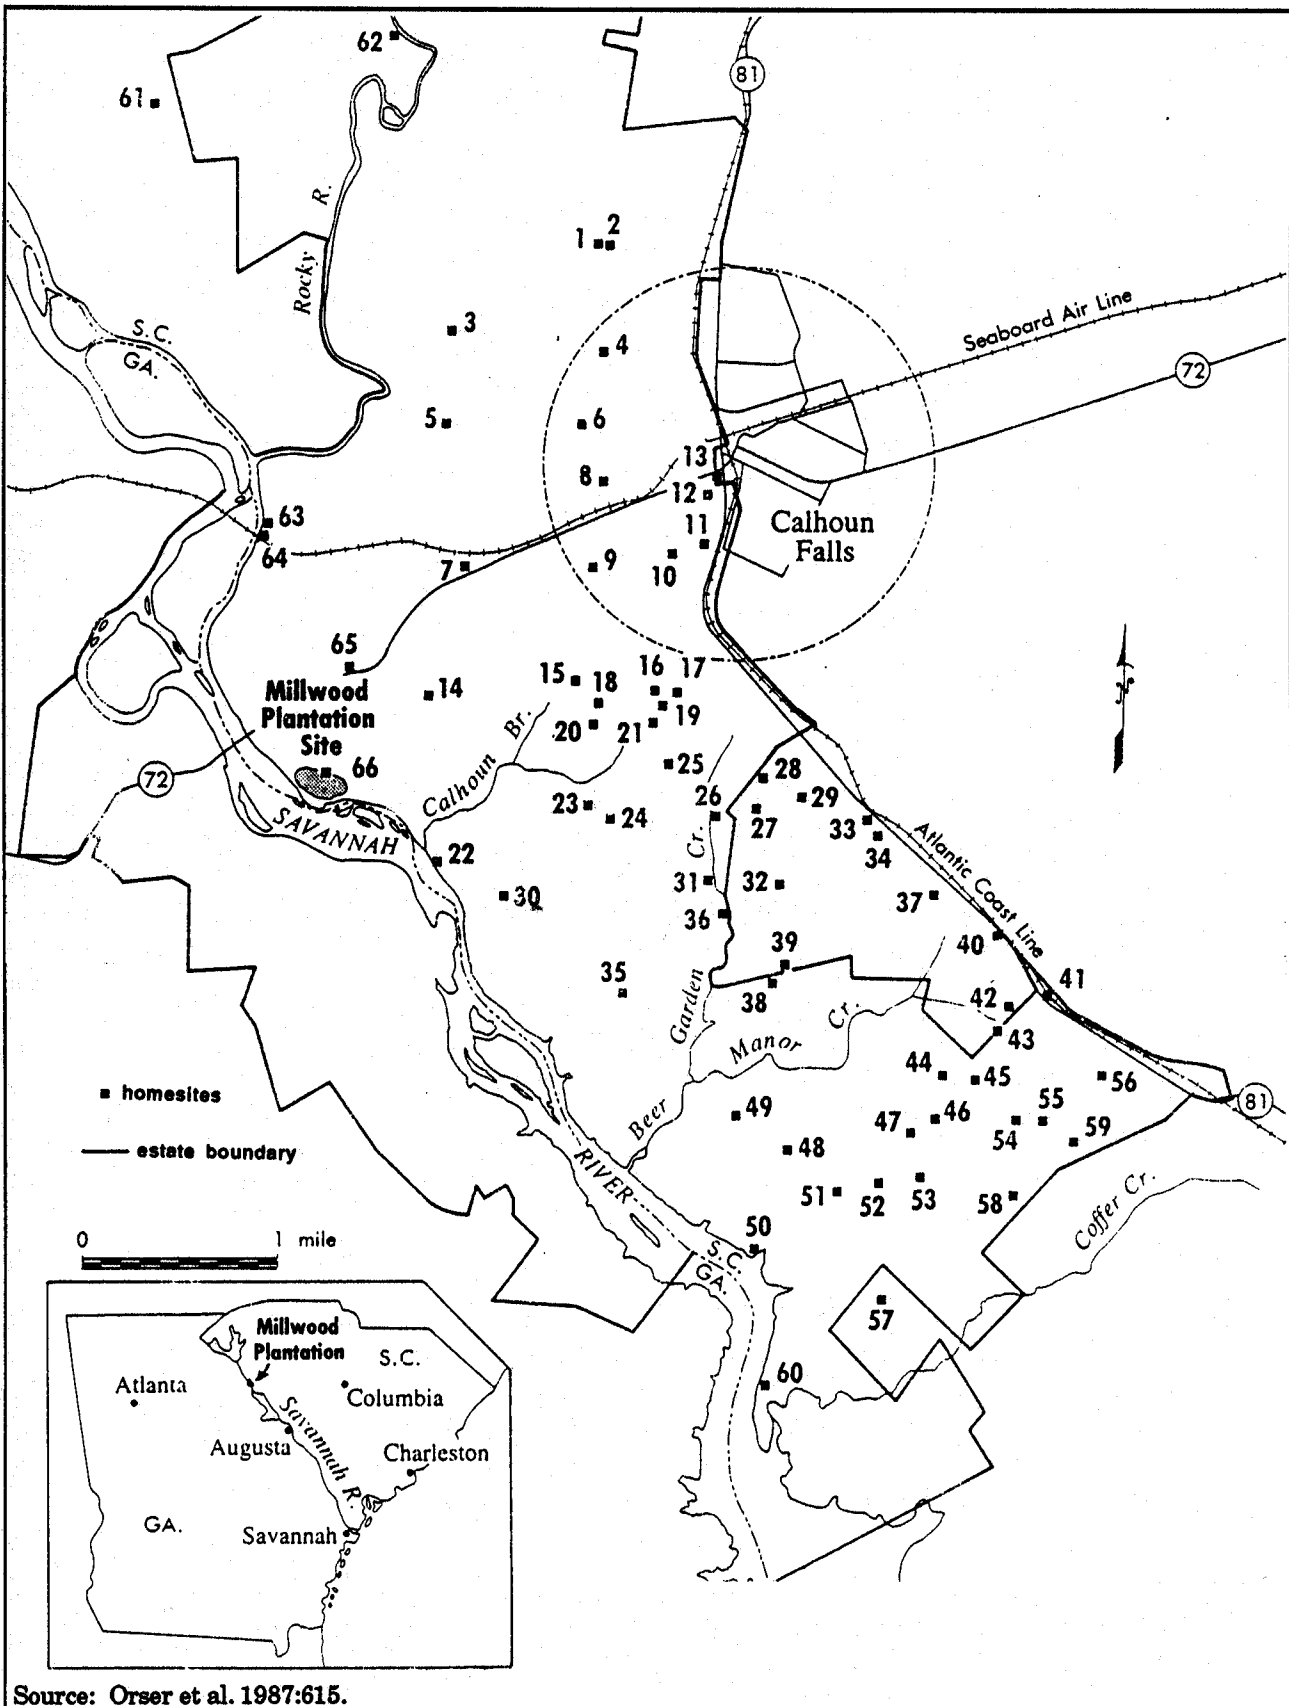 62
81
61
R.
1 2
Rocky
3
S.C.
GA.
4
Seaboard Air Line
72
5
6
13
8
12
63
11
Calhoun
Falls
64
7
9
10
65
16 17
15
Millwood
Plantation
Site
14
18
19
20
21
Br.
N
66
25
28
72
Calhoun
23
24
26
27
29
SAVANNAH
33
34
Atlantic Coast Line
22
Cr.
31
32
30
36
37
39
40
35
38
41
42
Garden
Cr.
Manor
43
44
45
56
homesites
Beer
49
46
47
55
54
59
81
estate boundary
48
RIVER
51
52
53
58
Coffer Cr.
0 1 mile
50
S.C.
GA.
57
60
Millwood
Plantation
S.C.
Atlanta
Columbia
Savannah R.
Augusta
Charleston
GA.
Savannah
Source: Orser et al. 1987:615.